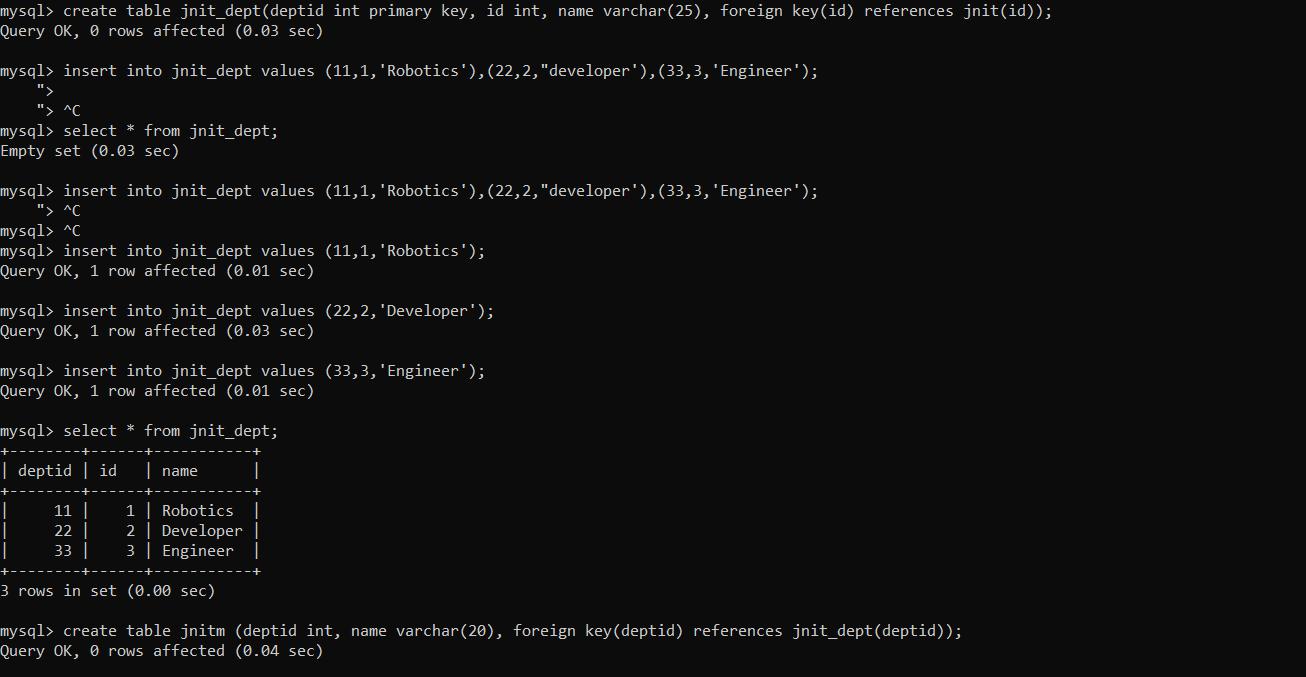 mysql> create table jnit_dept(deptid int primary key, id int, name varchar(25), foreign key(id) references jnit(id));
Query OK, 0 rows affected (0.03 sec)
mysql> insert into jnit_dept values (11,1,'Robotics'),(22,2,"developer'),(33,3,'Engineer');
    ">
    "> ^C
mysql> select * from jnit_dept;
Empty set (0.03 sec)
mysql> insert into jnit_dept values (11,1,'Robotics'),(22,2,"developer'),(33,3,'Engineer');
    "> ^C
mysql> ^C
mysql> insert into jnit_dept values (11,1,'Robotics');
Query OK, 1 row affected (0.01 sec)
mysql> insert into jnit_dept values (22,2,'Developer');
Query OK, 1 row affected (0.03 sec)
mysql> insert into jnit_dept values (33,3,'Engineer');
Query OK, 1 row affected (0.01 sec)
mysql> select * from jnit_dept;
+--------+------+-----------+
| deptid | id   | name      |
+--------+------+-----------+
|     11 |    1 | Robotics  |
|     22 |    2 | Developer |
|     33 |    3 | Engineer  |
+--------+------+-----------+
3 rows in set (0.00 sec)
mysql> create table jnitm (deptid int, name varchar(20), foreign key(deptid) references jnit_dept(deptid));
Query OK, 0 rows affected (0.04 sec)